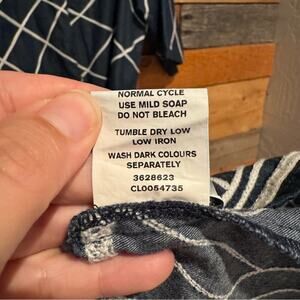 NORMAL CYCLE
USE MILD SOAP
DO NOT BLEACH
TUMBLE DRY LOW
LOW IRON
WASH DARK COLOURS
SEPARATELY
3628623
CL0054735